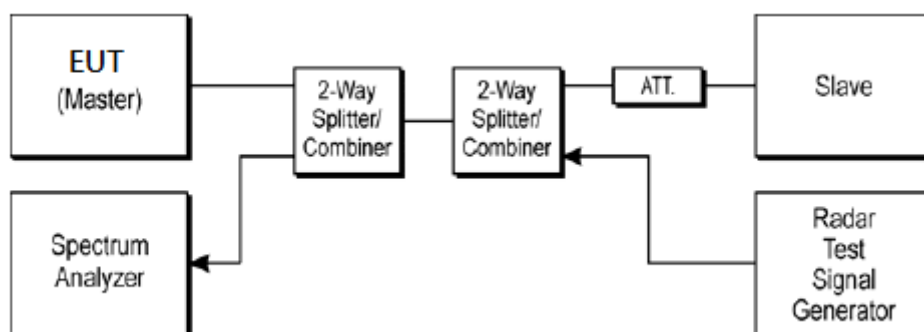 EUT
(Master)
2-Way
Splitter/
Combiner
2-Way
Splitter/
Combiner
ATT.
Slave
Spectrum
Analyzer
Radar
Test
Signal
Generator